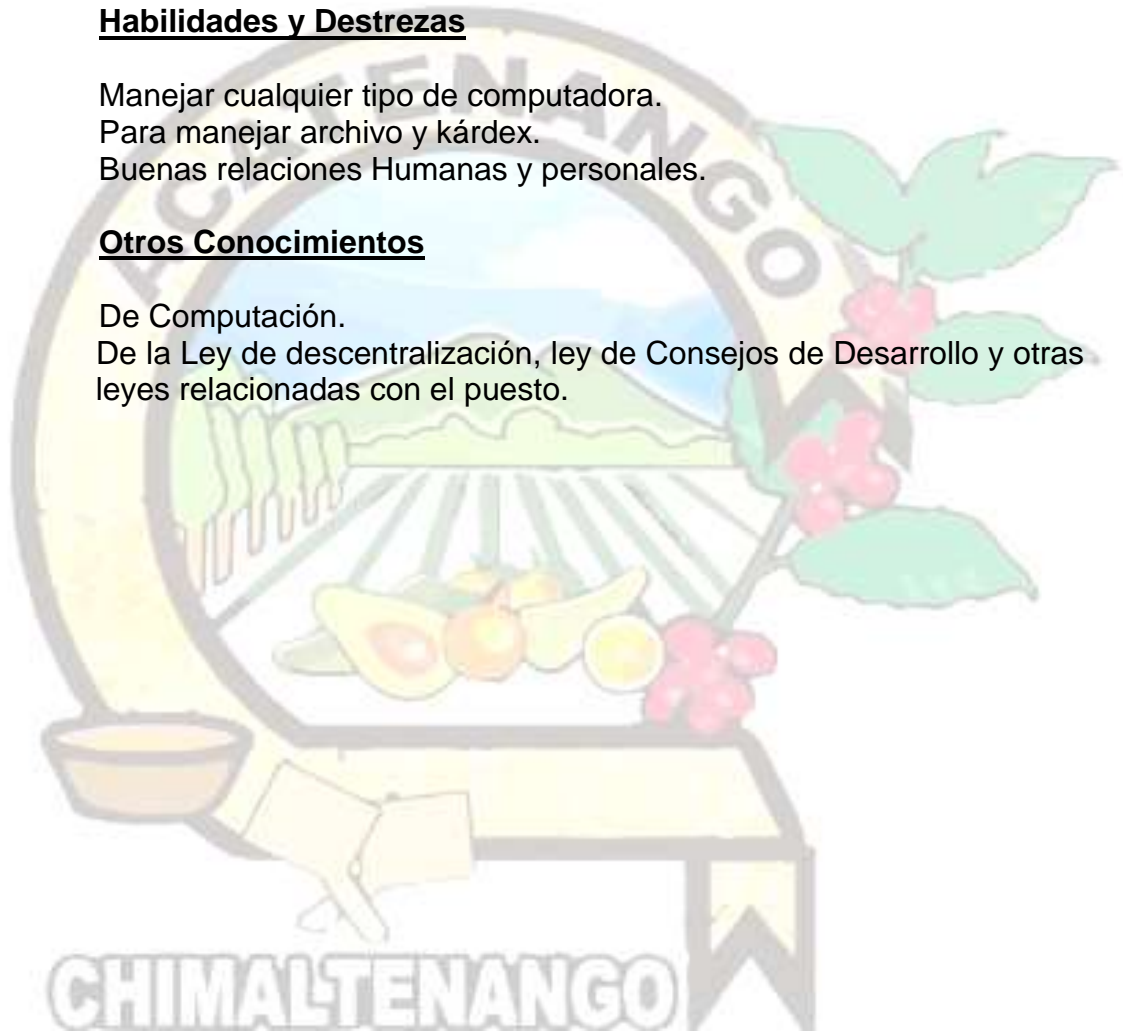 Habilidades y Destrezas
Manejar cualquier tipo de computadora.
Para manejar archivo y kárdex.
Buenas relaciones Humanas y personales.
Otros Conocimientos
De Computación.
De la Ley de descentralización, ley de Consejos de Desarrollo y otras
leyes relacionadas con el puesto.
ACATENANGO
CHIMALTENANGO